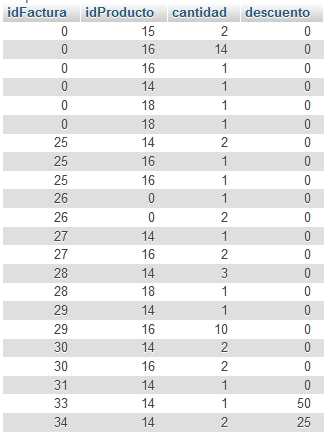 idFactura idProducto cantidad descuento
0 15 2 0
0 16 14 0
0 16 1 0
0 14 1 0
0 18 1 0
0 18 1 0
25 14 2 0
25 16 1 0
25 16 1 0
26 0 1 0
26 0 2 0
27 14 1 0
27 16 2 0
28 14 3 0
28 18 1 0
29 14 1 0
29 16 10 0
30 14 2 0
30 16 2 0
31 14 1 0
33 14 1 50
34 14 2 25